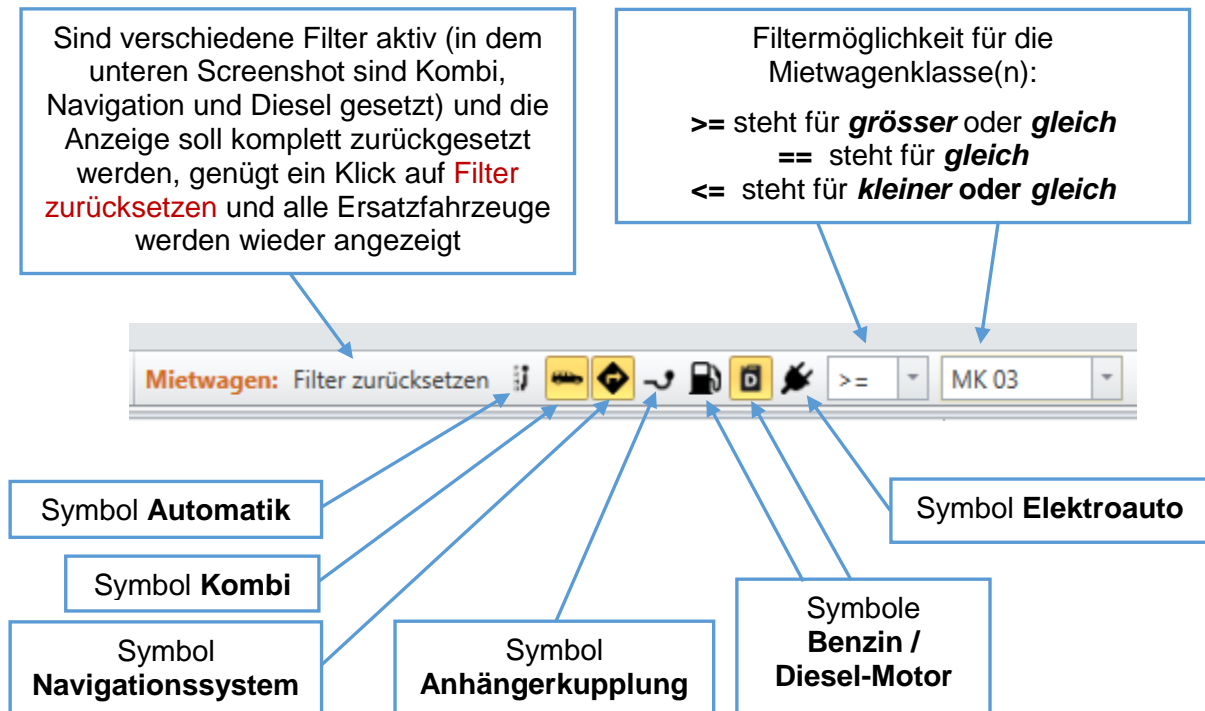 Sind verschiedene Filter aktiv (in dem
unteren Screenshot sind Kombi,
Navigation und Diesel gesetzt) und die
Anzeige soll komplett zurückgesetzt
werden, genügt ein Klick auf Filter
zurücksetzen und alle Ersatzfahrzeuge
werden wieder angezeigt
Filtermöglichkeit für die
Mietwagenklasse(n):
>= steht für grösser oder gleich
== steht für gleich
<= steht für kleiner oder gleich
Mietwagen: Filter zurücksetzen D >= MK 03
Symbol Automatik
Symbol Elektroauto
Symbol Kombi
Symbol
Navigationssystem
Symbol
Anhängerkupplung
Symbole
Benzin /
Diesel-Motor